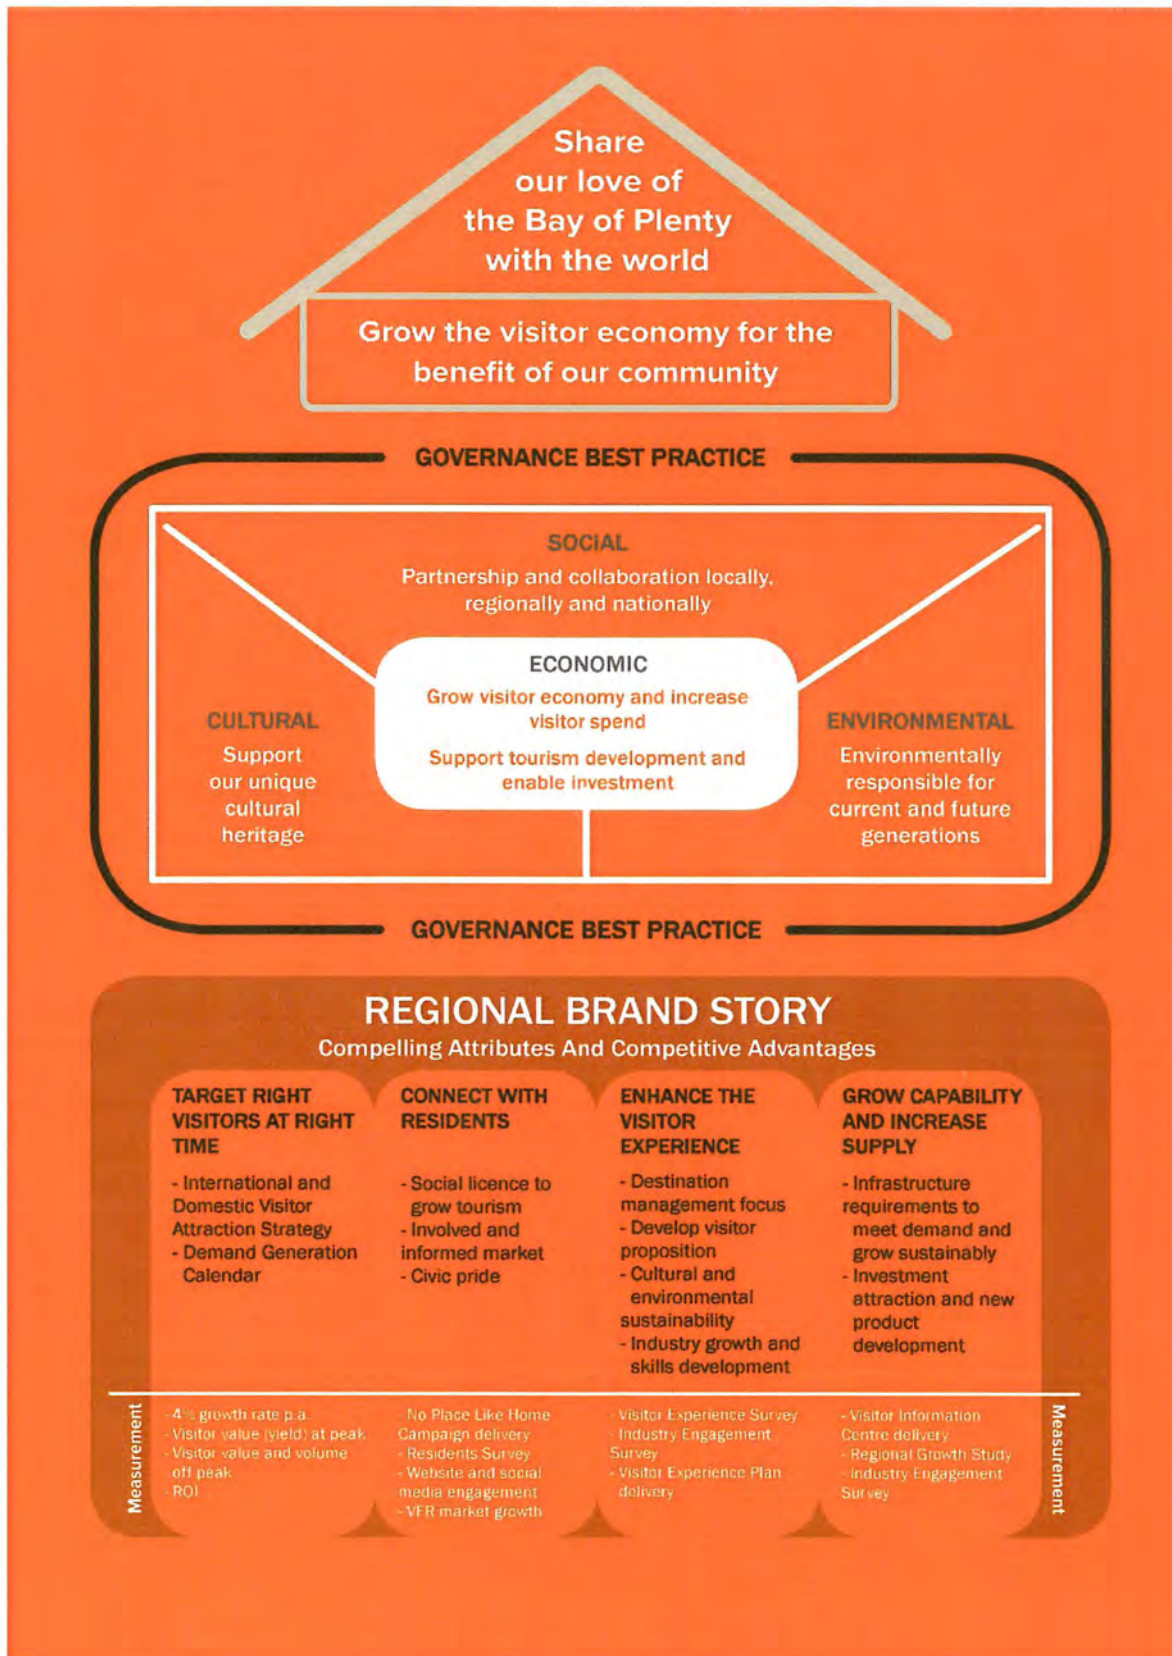 Share
our love of
the Bay of Plenty
with the world
Grow the visitor economy for the
benefit of our community
GOVERNANCE BEST PRACTICE
SOCIAL
Partnership and collaboration locally,
regionally and nationally
ECONOMIC
Grow visitor economy and increase
visitor spend
Support tourism development and
enable investment
CULTURAL
Support
our unique
cultural
heritage
ENVIRONMENTAL
Environmentally
responsible for
current and future
generations
GOVERNANCE BEST PRACTICE
REGIONAL BRAND STORY
Compelling Attributes And Competitive Advantages
TARGET RIGHT
VISITORS AT RIGHT
TIME
- International and
Domestic Visitor
Attraction Strategy
- Demand Generation
Calendar
CONNECT WITH
RESIDENTS
- Social licence to
grow tourism
- Involved and
informed market
- Civic pride
ENHANCE THE
VISITOR
EXPERIENCE
- Destination
management focus
- Develop visitor
proposition
- Cultural and
environmental
sustainability
- Industry growth and
skills development
GROW CAPABILITY
AND INCREASE
SUPPLY
- Infrastructure
requirements to
meet demand and
grow sustainably
- Investment
attraction and new
product
development
Measurement
- 4% growth rate p.a.
- Visitor value (yield) at peak
- Visitor value and volume
off peak
- ROI
- No Place Like Home
Campaign delivery
- Residents Survey
- Website and social
media engagement
- VFR market growth
- Visitor Experience Survey
- Industry Engagement
Survey
- Visitor Experience Plan
delivery
- Visitor Information
Centre delivery
- Regional Growth Study
- Industry Engagement
Survey
Measurement